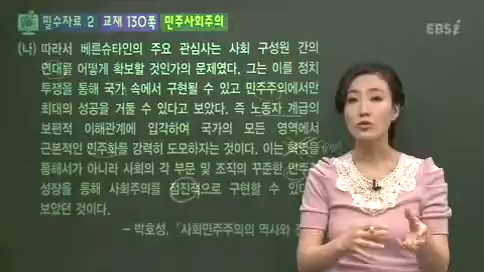 필수자료 2 교재 130쪽 민주사회주의
EBSi
(나) 따라서 베르슈타인의 주요 관심사는 사회 구성원 간의
연대를 어떻게 확보할 것인가의 문제였다. 그는 이를 정치
투쟁을 통해 국가 속에서 구현될 수 있고 민주주의에서만
최대의 성공을 거둘 수 있다고 보았다. 즉 노동자 계급의
보편적 이해관계에 입각하여 국가의 모든 영역에서
근본적인 민주화를 강력히 도모하자는 것이다. 이는 혁명을
통해서가 아니라 사회의 각 부문 및 조직의 꾸준한 민주
성장을 통해 사회주의를 점진적으로 구현할 수 있다
보았던 것이다.
- 박호성, 「사회민주주의의 역사와